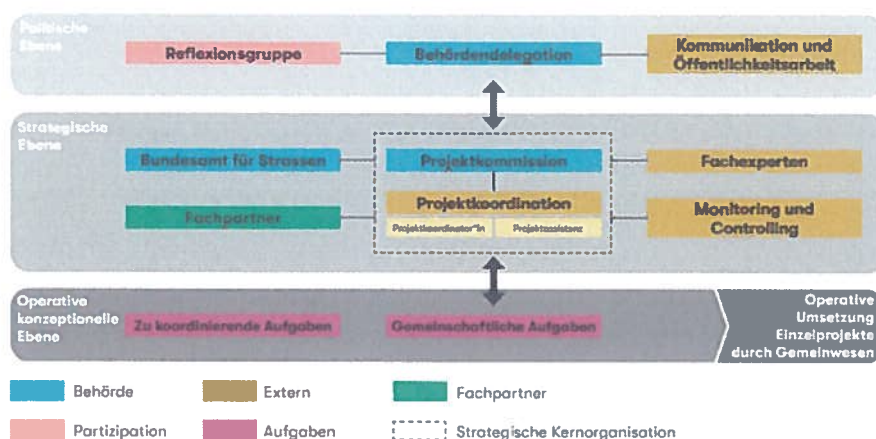 Politische
Ebene
Reflexionsgruppe
Behördendelegation
Kommunikation und
Öffentlichkeitsarbeit
Strategische
Ebene
Bundesamt für Strassen
Projektkommission
Fachexperten
Projektkoordination
Fachpartner
Projektkoordinator*in
Projektassistenz
Monitoring und
Controlling
Operative
konzeptionelle
Ebene
Zu koordinierende Aufgaben
Gemeinschaftliche Aufgaben
Operative
Umsetzung
Einzelprojekte
durch Gemeinwesen
Behörde
Extern
Fachpartner
Partizipation
Aufgaben
Strategische Kernorganisation